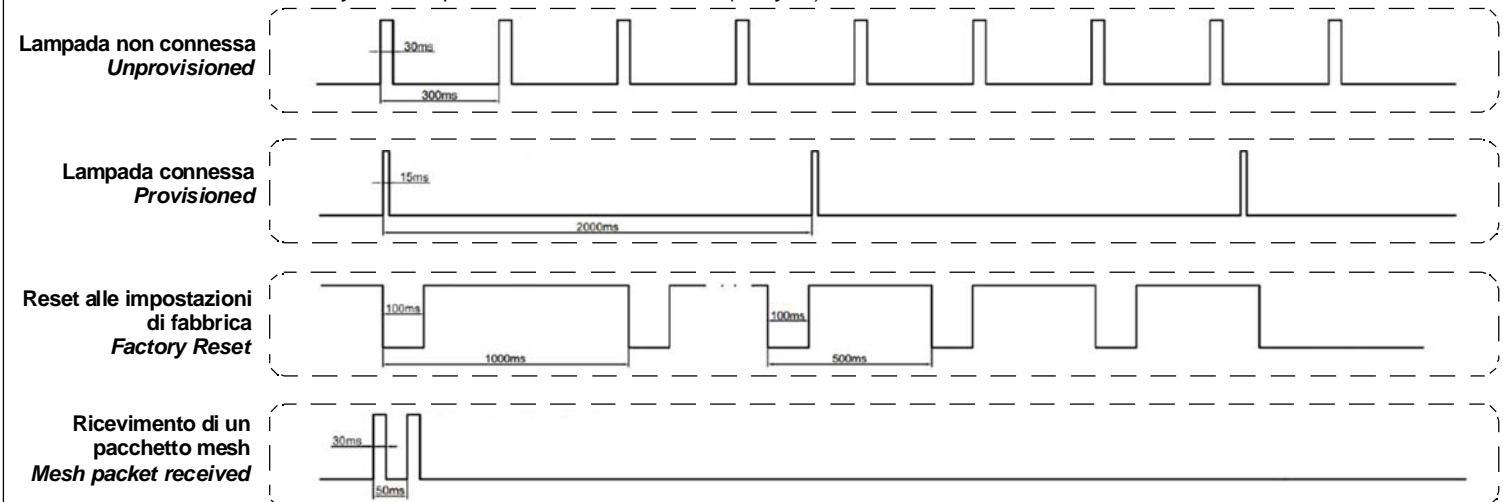 Lampada non connessa
Unprovisioned
30ms
300ms
Lampada connessa
Provisioned
15ms
2000ms
Reset alle impostazioni
di fabbrica
Factory Reset
100ms
1000ms
100ms
500ms
Ricevimento di un
pacchetto mesh
Mesh packet received
30ms
50ms